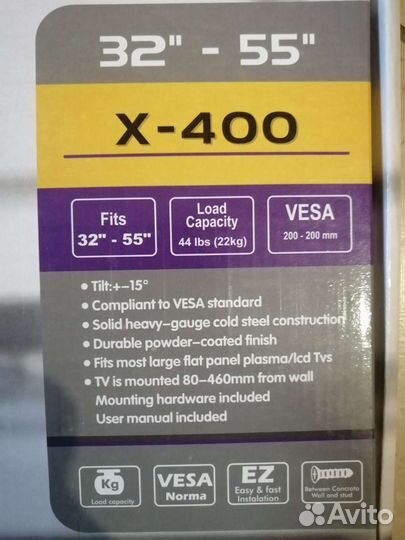 32" - 55"
X-400
Fits
32" - 55"
Load
Capacity
44 lbs (22kg)
VESA
200 - 200 mm
• Tilt:+–15°
• Compliant to VESA standard
• Solid heavy–gauge cold steel construction
• Durable powder–coated finish
• Fits most large flat panel plasma/lcd Tvs
• TV is mounted 80–460mm from wall
Mounting hardware included
User manual included
Kg
Load capacity
VESA
Norma
EZ
Easy & fast
Instalation
Between Concrete
Wall and stud
Avito